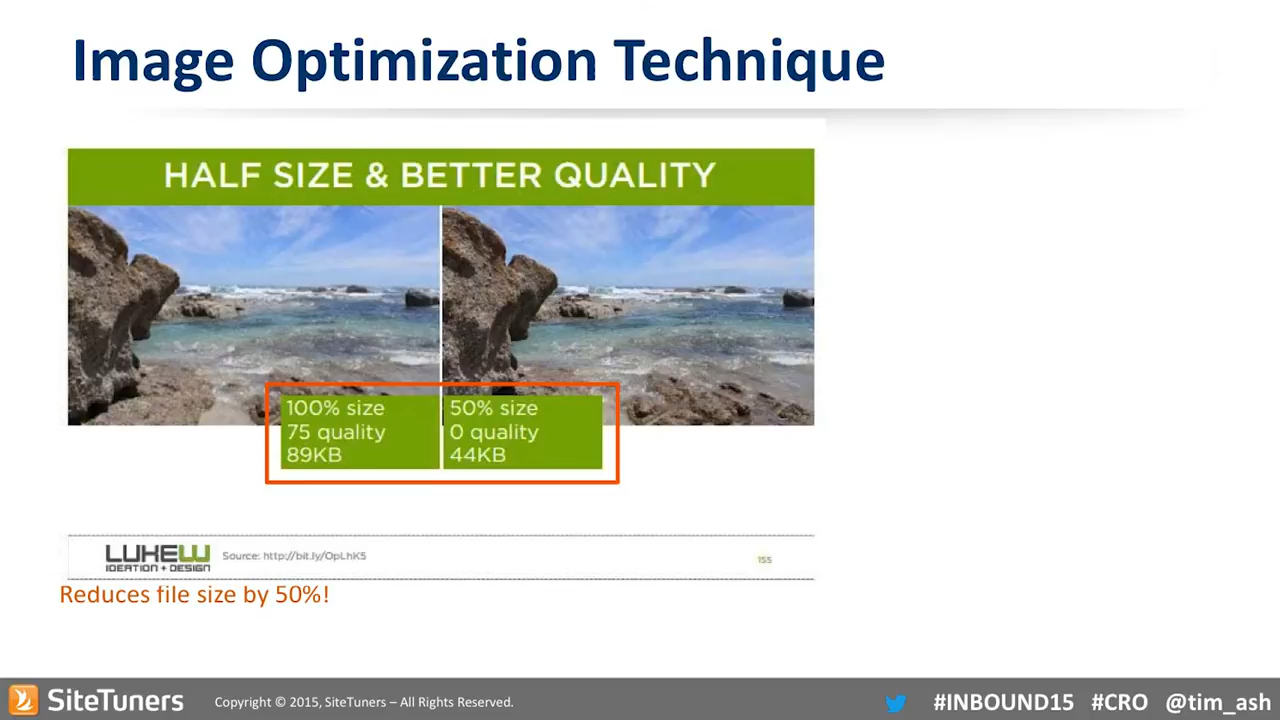 Image Optimization Technique
HALF SIZE & BETTER QUALITY
100% size
75 quality
89KB
50% size
0 quality
44KB
LUKEW
IDEATION + DESIGN
Source: http://bit.ly/OpLhK5
155
Reduces file size by 50%!
SiteTuners
Copyright © 2015, SiteTuners – All Rights Reserved.
#INBOUND15 #CRO @tim_ash